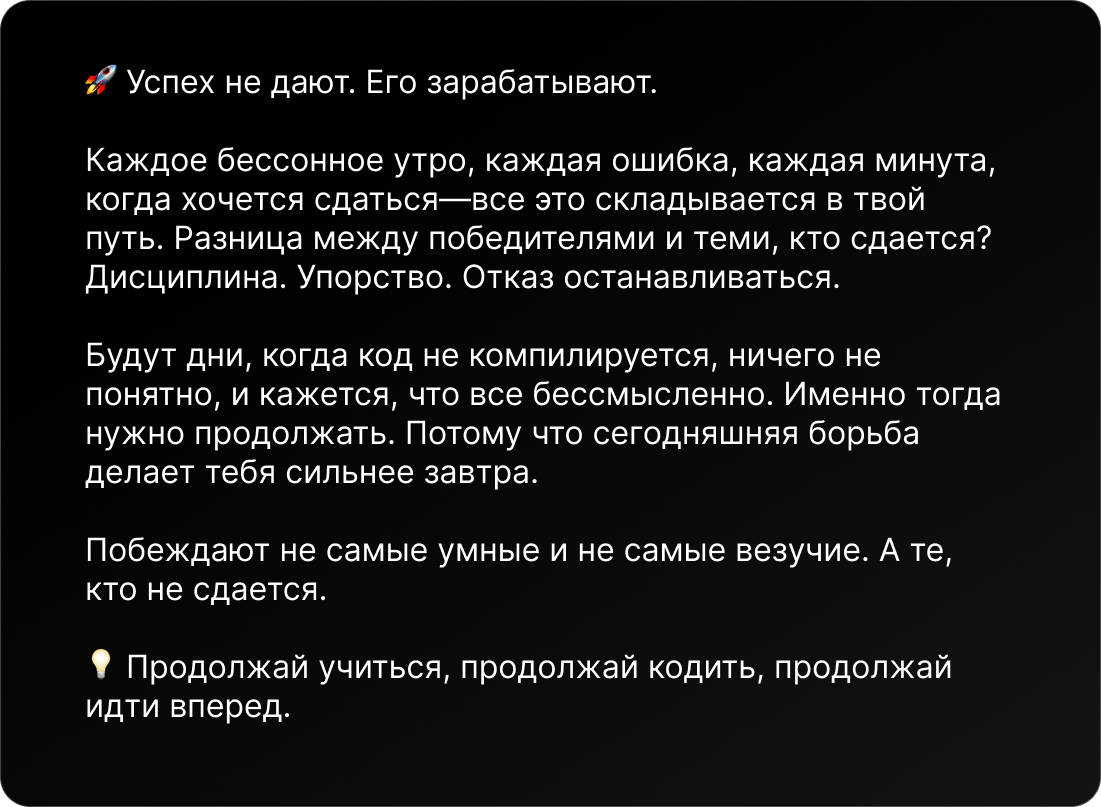 🚀 Успех не дают. Его зарабатывают.
Каждое бессонное утро, каждая ошибка, каждая минута,
когда хочется сдаться—все это складывается в твой
путь. Разница между победителями и теми, кто сдается?
Дисциплина. Упорство. Отказ останавливаться.
Будут дни, когда код не компилируется, ничего не
понятно, и кажется, что все бессмысленно. Именно тогда
нужно продолжать. Потому что сегодняшняя борьба
делает тебя сильнее завтра.
Побеждают не самые умные и не самые везучие. А те,
кто не сдается.
💡 Продолжай учиться, продолжай кодить, продолжай
идти вперед.